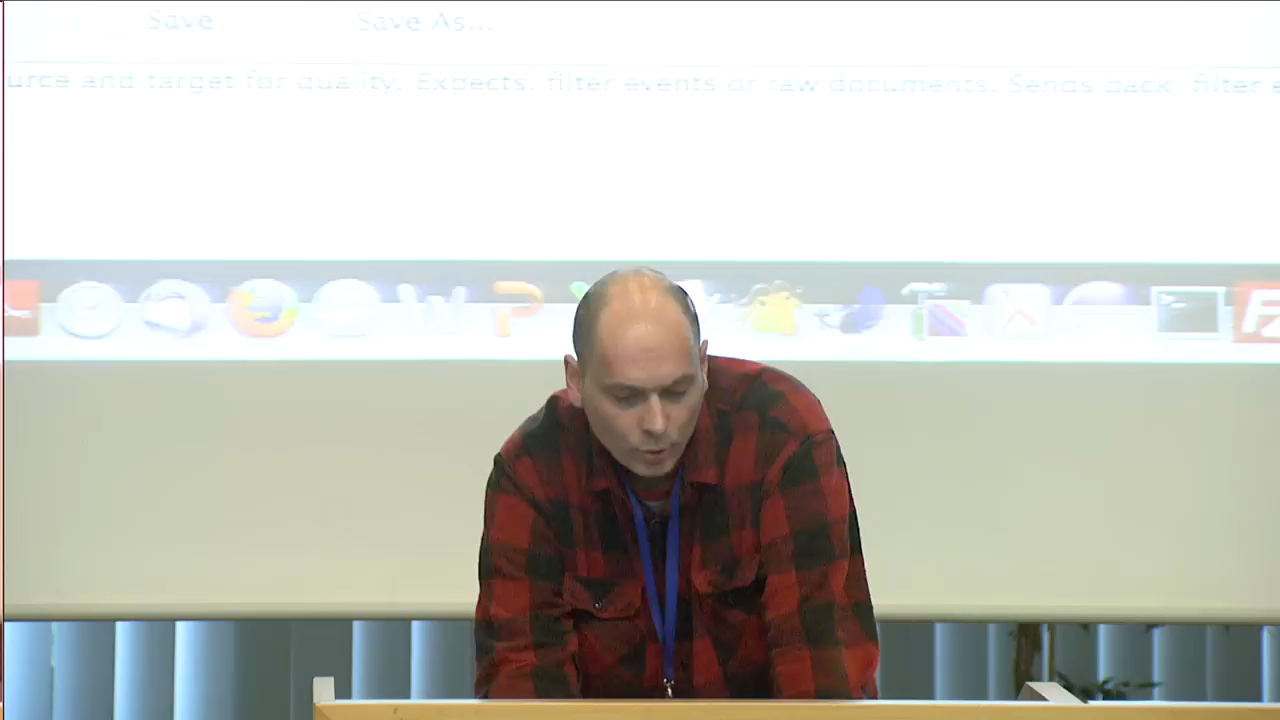 Save Save As...
urce and target for quality. Expects: filter events or raw documents. Sends back: filter e